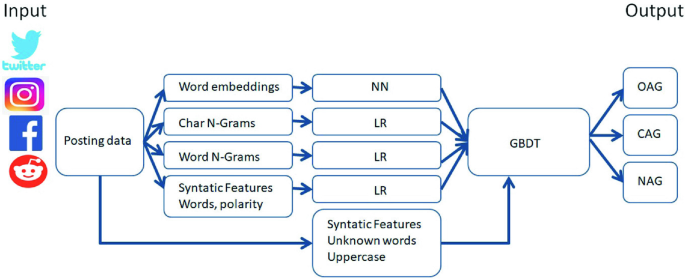 Input
Output
twitter
Posting data
Word embeddings
NN
Char N-Grams
LR
Word N-Grams
LR
Syntatic Features
Words, polarity
LR
Syntatic Features
Unknown words
Uppercase
GBDT
OAG
CAG
NAG